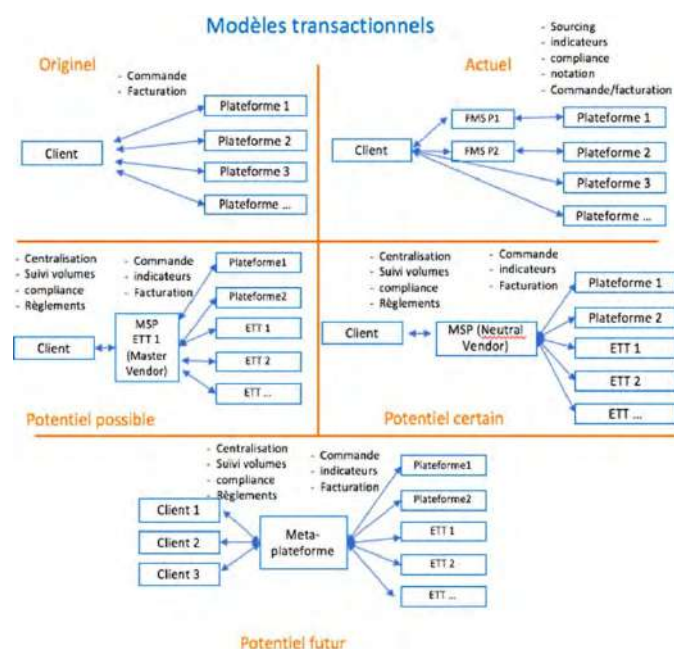 Modèles transactionnels
Originel
- Commande
- Facturation
Client
Plateforme 1
Plateforme 2
Plateforme 3
Plateforme ...
Actuel
- Sourcing
- indicateurs
- compliance
- notation
- Commande/facturation
Client
FMS P1
FMS P2
Plateforme 1
Plateforme 2
Plateforme 3
Plateforme ...
- Centralisation
- Suivi volumes
- compliance
- Règlements
- Commande
- indicateurs
- Facturation
Client
MSP
ETT 1
(Master
Vendor)
Plateforme1
Plateforme2
ETT 1
ETT 2
ETT ...
Potentiel possible
- Centralisation
- Suivi volumes
- compliance
- Règlements
- Commande
- indicateurs
- Facturation
Client
MSP (Neutral
Vendor)
Plateforme 1
Plateforme 2
ETT 1
ETT 2
ETT ...
Potentiel certain
- Centralisation
- Suivi volumes
- compliance
- Règlements
- Commande
- indicateurs
- Facturation
Client 1
Client 2
Client 3
Meta-
plateforme
Plateforme1
Plateforme2
ETT 1
ETT 2
ETT ...
Potentiel futur